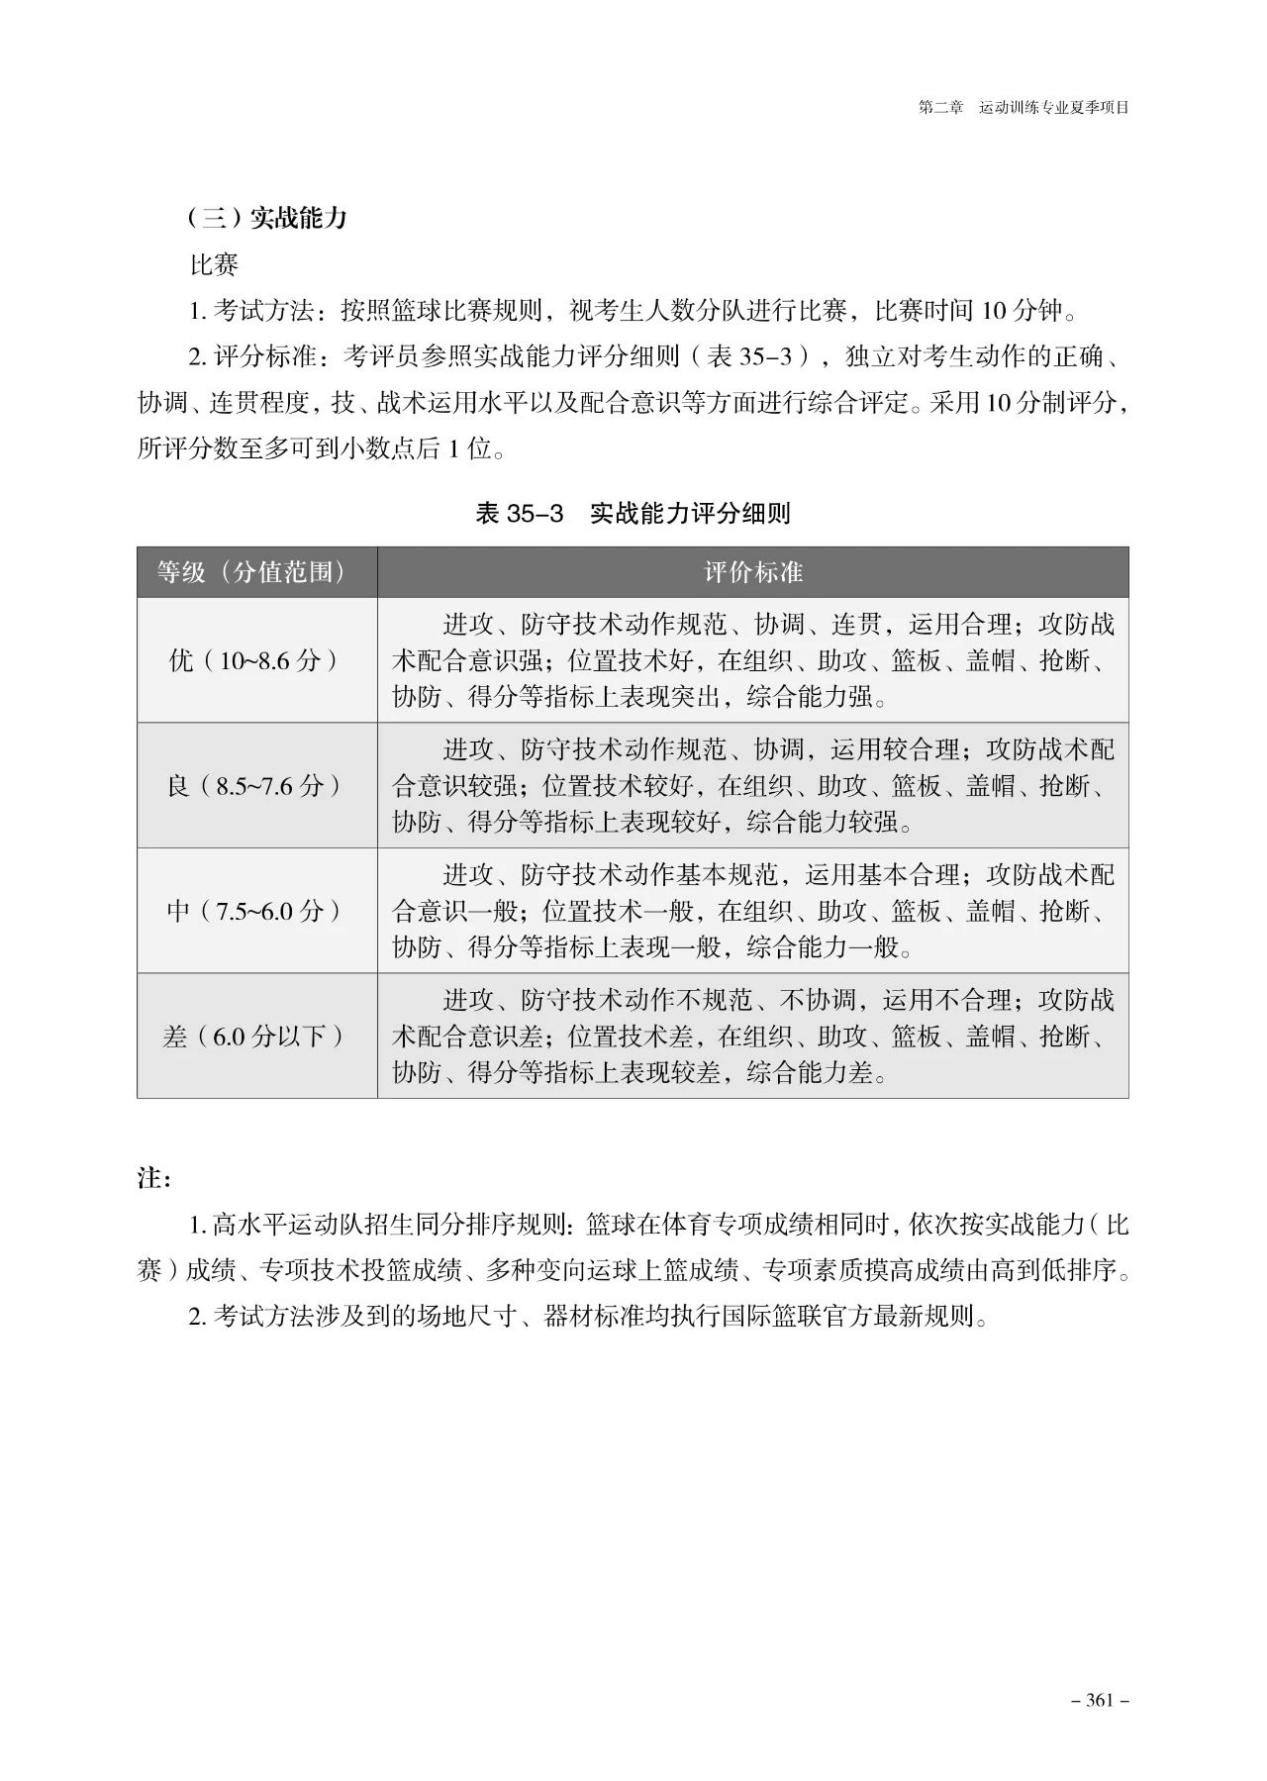 第二章 运动训练专业夏季项目
（三）实战能力
比赛
1. 考试方法：按照篮球比赛规则，视考生人数分队进行比赛，比赛时间 10 分钟。
2. 评分标准：考评员参照实战能力评分细则（表 35-3），独立对考生动作的正确、
协调、连贯程度，技、战术运用水平以及配合意识等方面进行综合评定。采用 10 分制评分，
所评分数至多可到小数点后 1 位。
表 35-3 实战能力评分细则
等级（分值范围） 评价标准
优（10~8.6 分）
进攻、防守技术动作规范、协调、连贯，运用合理；攻防战
术配合意识强；位置技术好，在组织、助攻、篮板、盖帽、抢断、
协防、得分等指标上表现突出，综合能力强。
良（8.5~7.6 分）
进攻、防守技术动作规范、协调，运用较合理；攻防战术配
合意识较强；位置技术较好，在组织、助攻、篮板、盖帽、抢断、
协防、得分等指标上表现较好，综合能力较强。
中（7.5~6.0 分）
进攻、防守技术动作基本规范，运用基本合理；攻防战术配
合意识一般；位置技术一般，在组织、助攻、篮板、盖帽、抢断、
协防、得分等指标上表现一般，综合能力一般。
差（6.0 分以下）
进攻、防守技术动作不规范、不协调，运用不合理；攻防战
术配合意识差；位置技术差，在组织、助攻、篮板、盖帽、抢断、
协防、得分等指标上表现较差，综合能力差。
注：
1. 高水平运动队招生同分排序规则：篮球在体育专项成绩相同时，依次按实战能力（比
赛）成绩、专项技术投篮成绩、多种变向运球上篮成绩、专项素质摸高成绩由高到低排序。
2. 考试方法涉及到的场地尺寸、器材标准均执行国际篮联官方最新规则。
– 361 –